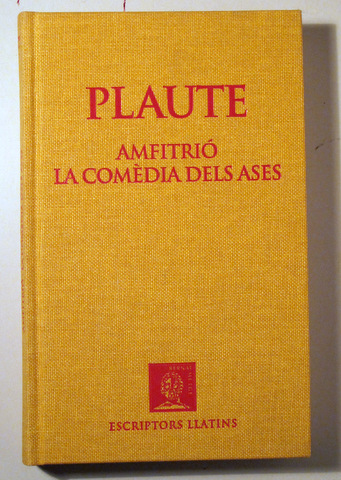 PLAUTE
AMFITRIÓ
LA COMÈDIA DELS ASES
ESCRIPTORS LLATINS